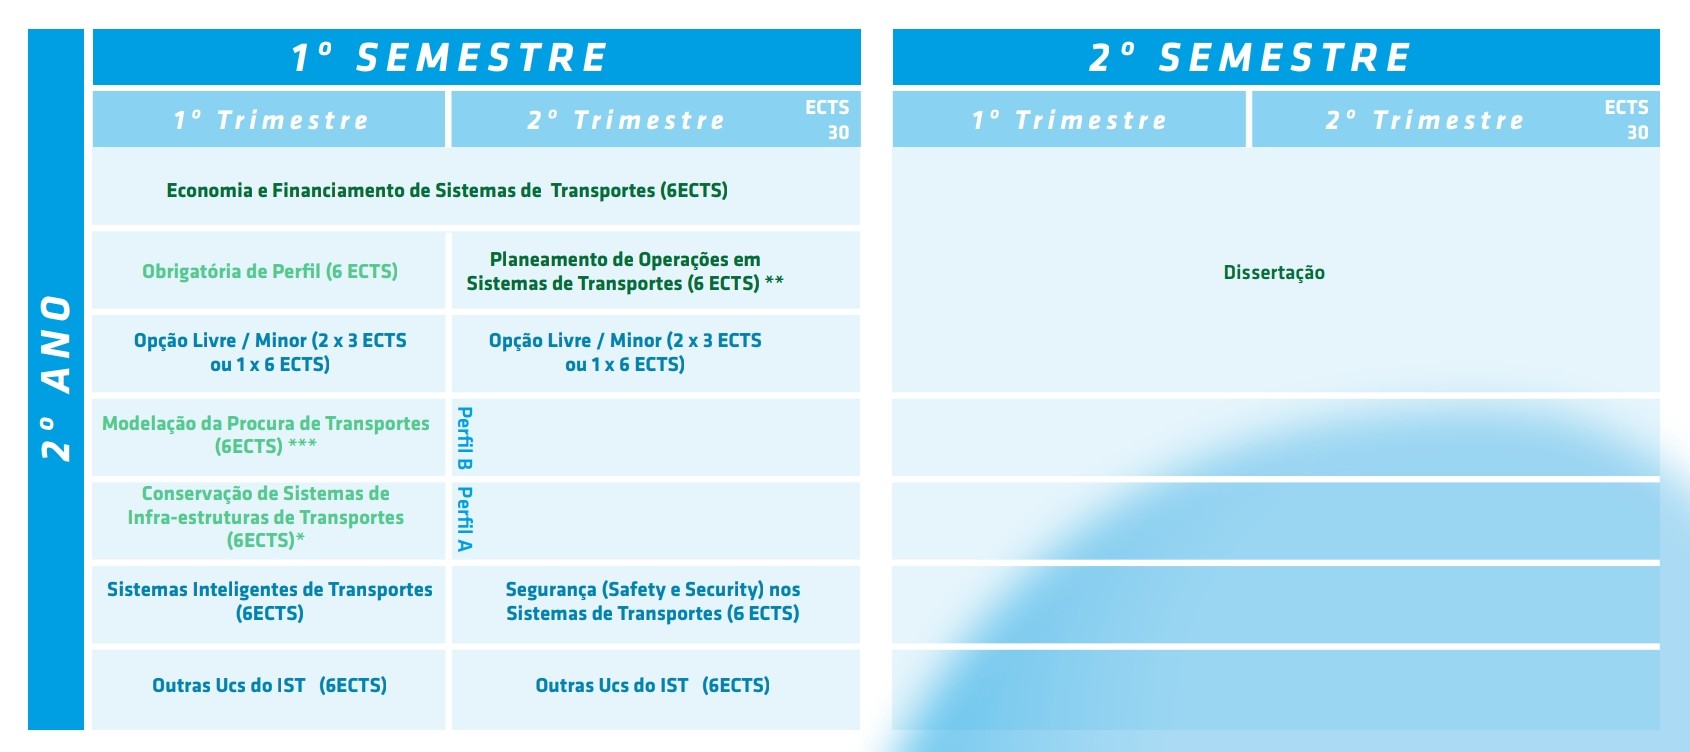 2º ANO
1º SEMESTRE
1º Trimestre
2º Trimestre
ECTS
30
Economia e Financiamento de Sistemas de Transportes (6ECTS)
Obrigatória de Perfil (6 ECTS)
Planeamento de Operações em
Sistemas de Transportes (6 ECTS) **
Opção Livre / Minor (2 x 3 ECTS
ou 1 x 6 ECTS)
Opção Livre / Minor (2 x 3 ECTS
ou 1 x 6 ECTS)
Modelação da Procura de Transportes
(6ECTS) ***
Perfil B
Conservação de Sistemas de
Infra-estruturas de Transportes
(6ECTS)*
Perfil A
Sistemas Inteligentes de Transportes
(6ECTS)
Segurança (Safety e Security) nos
Sistemas de Transportes (6 ECTS)
Outras Ucs do IST (6ECTS)
Outras Ucs do IST (6ECTS)
2º SEMESTRE
1º Trimestre
2º Trimestre
ECTS
30
Dissertação